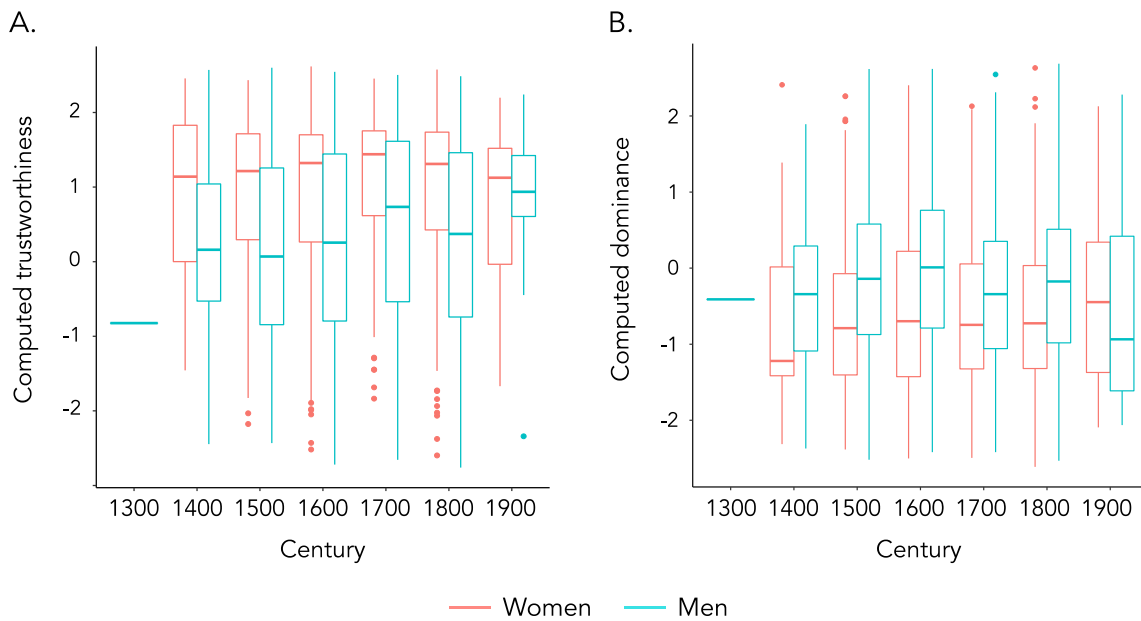 A.
Computed trustworthiness
2
1
0
-1
-2
1300 1400 1500 1600 1700 1800 1900
Century
B.
Computed dominance
2
1
0
-1
-2
1300 1400 1500 1600 1700 1800 1900
Century
Women Men